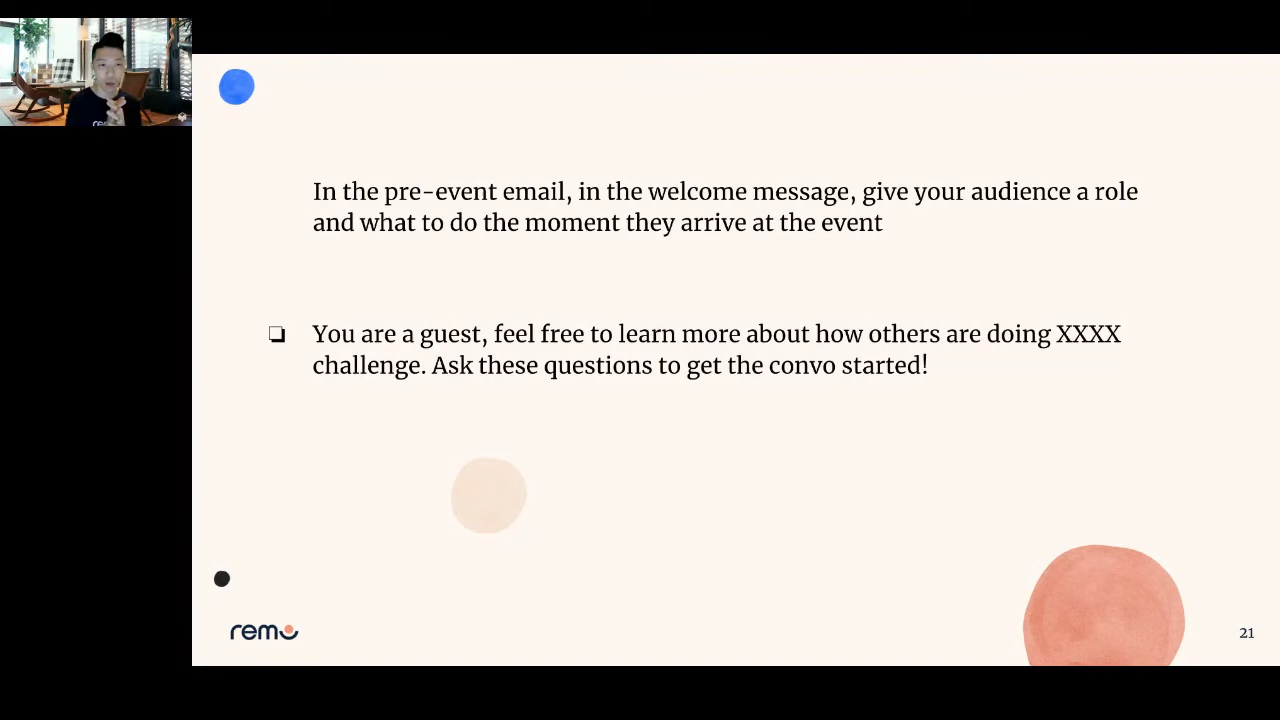 In the pre-event email, in the welcome message, give your audience a role
and what to do the moment they arrive at the event
❏ You are a guest, feel free to learn more about how others are doing XXXX
challenge. Ask these questions to get the convo started!
remo
21